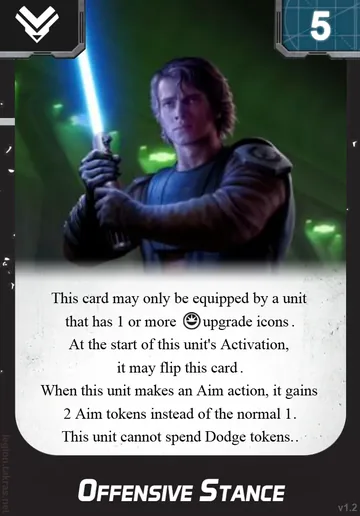 5
This card may only be equipped by a unit
that has 1 or more upgrade icons.
At the start of this unit's Activation,
it may flip this card.
When this unit makes an Aim action, it gains
2 Aim tokens instead of the normal 1.
This unit cannot spend Dodge tokens..
OFFENSIVE STANCE
v1.2